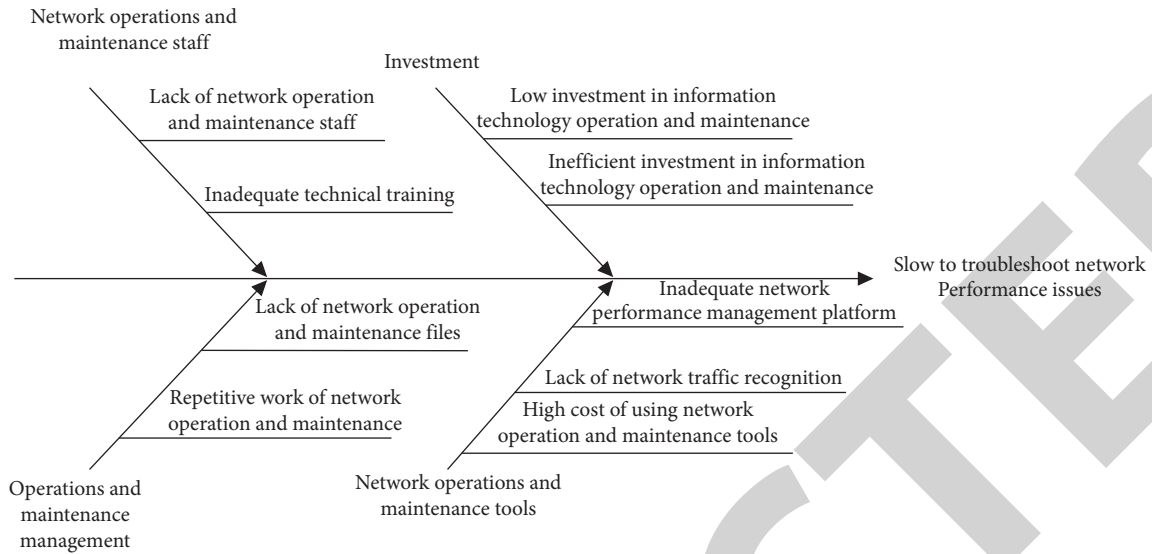 Network operations and
maintenance staff
Investment
Lack of network operation
and maintenance staff
Low investment in information
technology operation and maintenance
Inadequate technical training
Inefficient investment in information
technology operation and maintenance
Slow to troubleshoot network
Performance issues
Lack of network operation
and maintenance files
Inadequate network
performance management platform
Repetitive work of network
operation and maintenance
Lack of network traffic recognition
High cost of using network
operation and maintenance tools
Operations and
maintenance
management
Network operations and
maintenance tools